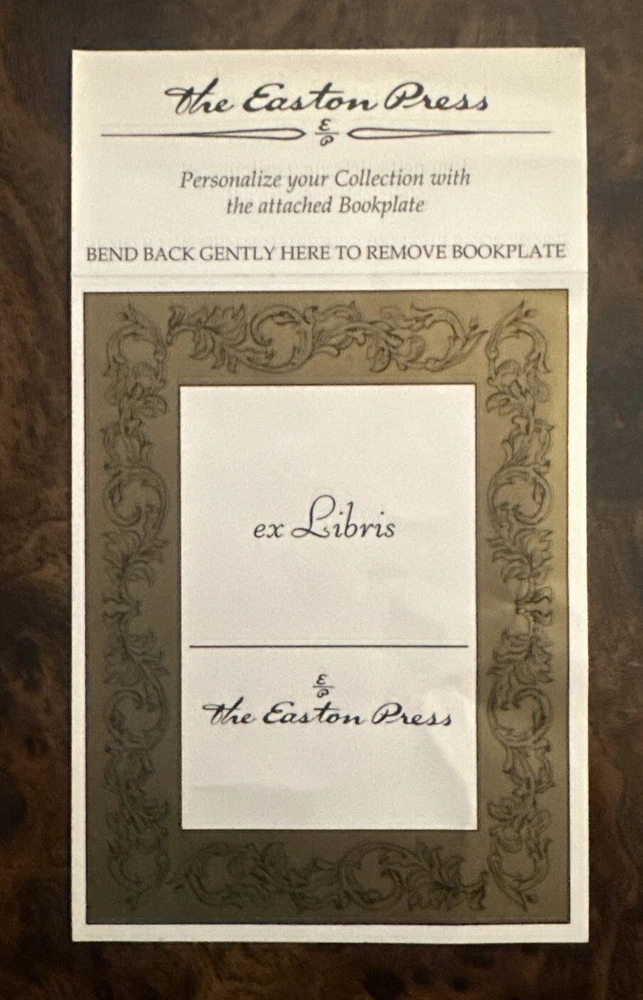 The Easton Press
E
P
Personalize your Collection with
the attached Bookplate
BEND BACK GENTLY HERE TO REMOVE BOOKPLATE
ex Libris
E
P
The Easton Press